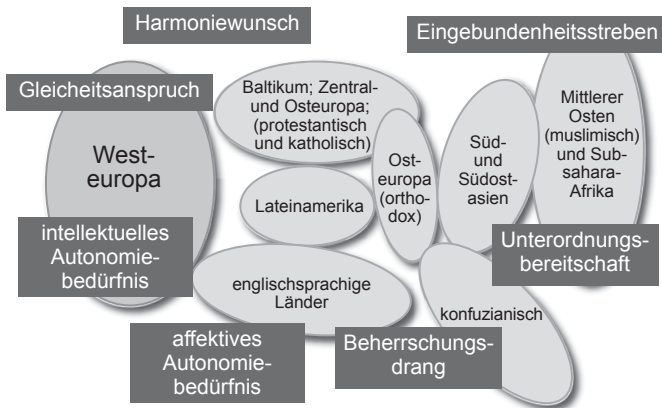 Harmoniewunsch
Eingebundenheitsstreben
Gleicheitsanspruch
Baltikum; Zentral-
und Osteuropa;
(protestantisch
und katholisch)
Mittlerer
Osten
(muslimisch)
und Sub-
sahara-
Afrika
West-
europa
Ost-
europa
(ortho-
dox)
Süd-
und
Südost-
asien
Lateinamerika
intellektuelles
Autonomie-
bedürfnis
Unterordnungs-
bereitschaft
englischsprachige
Länder
konfuzianisch
affektives
Autonomie-
bedürfnis
Beherrschungs-
drang